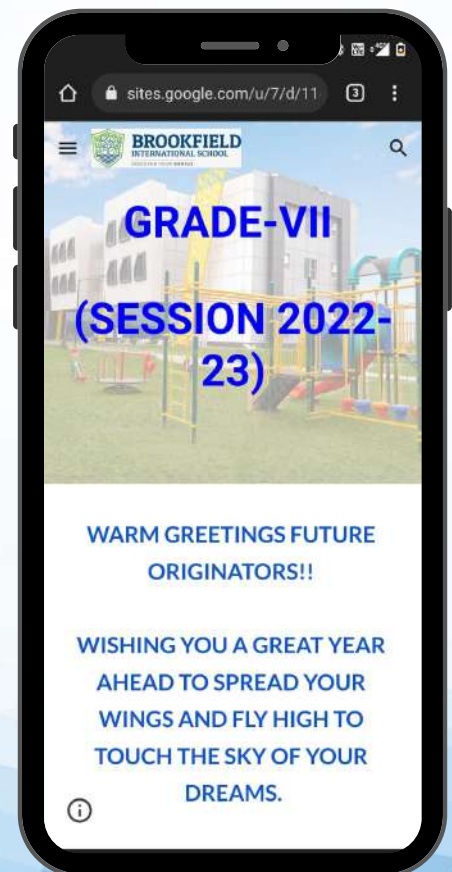 sites.google.com/u/7/d/11
3
BROOKFIELD
INTERNATIONAL SCHOOL
GRADE-VII
(SESSION 2022-
23)
WARM GREETINGS FUTURE
ORIGINATORS!!
WISHING YOU A GREAT YEAR
AHEAD TO SPREAD YOUR
WINGS AND FLY HIGH TO
TOUCH THE SKY OF YOUR
DREAMS.